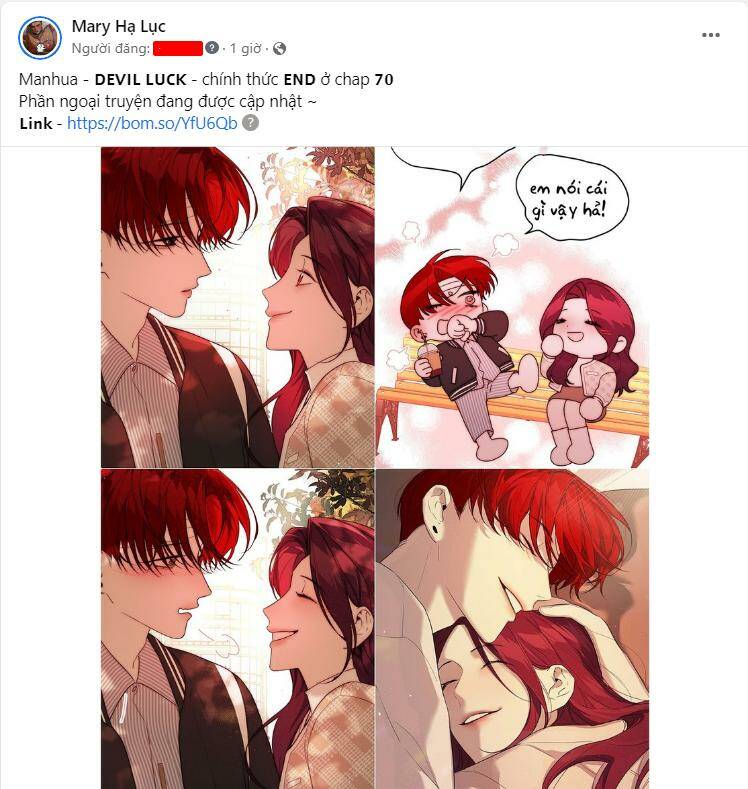 Mary Hạ Lục
Người đăng: · 1 giờ ·
Manhua - DEVIL LUCK - chính thức END ở chap 70
Phần ngoại truyện đang được cập nhật ~
Link - https://bom.so/YfU6Qb
em nói cái
gì vậy hả!